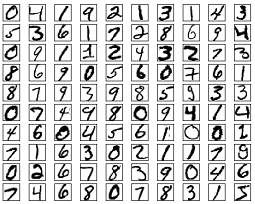 0 4 1 9 2 1 3 1 4 3
5 3 6 1 7 2 8 6 9 4
0 9 1 1 2 4 3 2 7 3
8 6 9 0 5 6 0 7 6 1
8 7 9 3 9 8 5 9 3 3
0 7 4 9 8 0 9 4 1 4
4 6 0 4 5 6 1 0 0 1
7 1 6 3 0 2 1 1 7 9
0 2 6 7 8 3 9 0 4 6
7 4 6 8 0 7 8 3 1 5